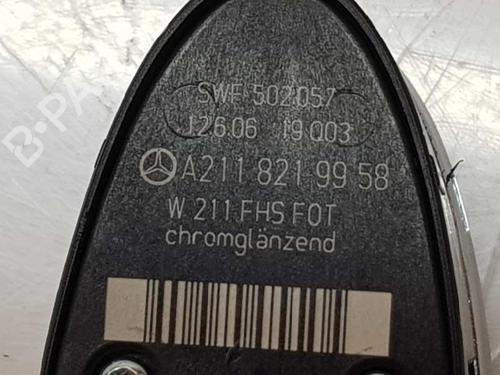 SWF 502.057
12.6.06 19.003
A211 821 99 58
W 211 FHS FOT
chromglänzend